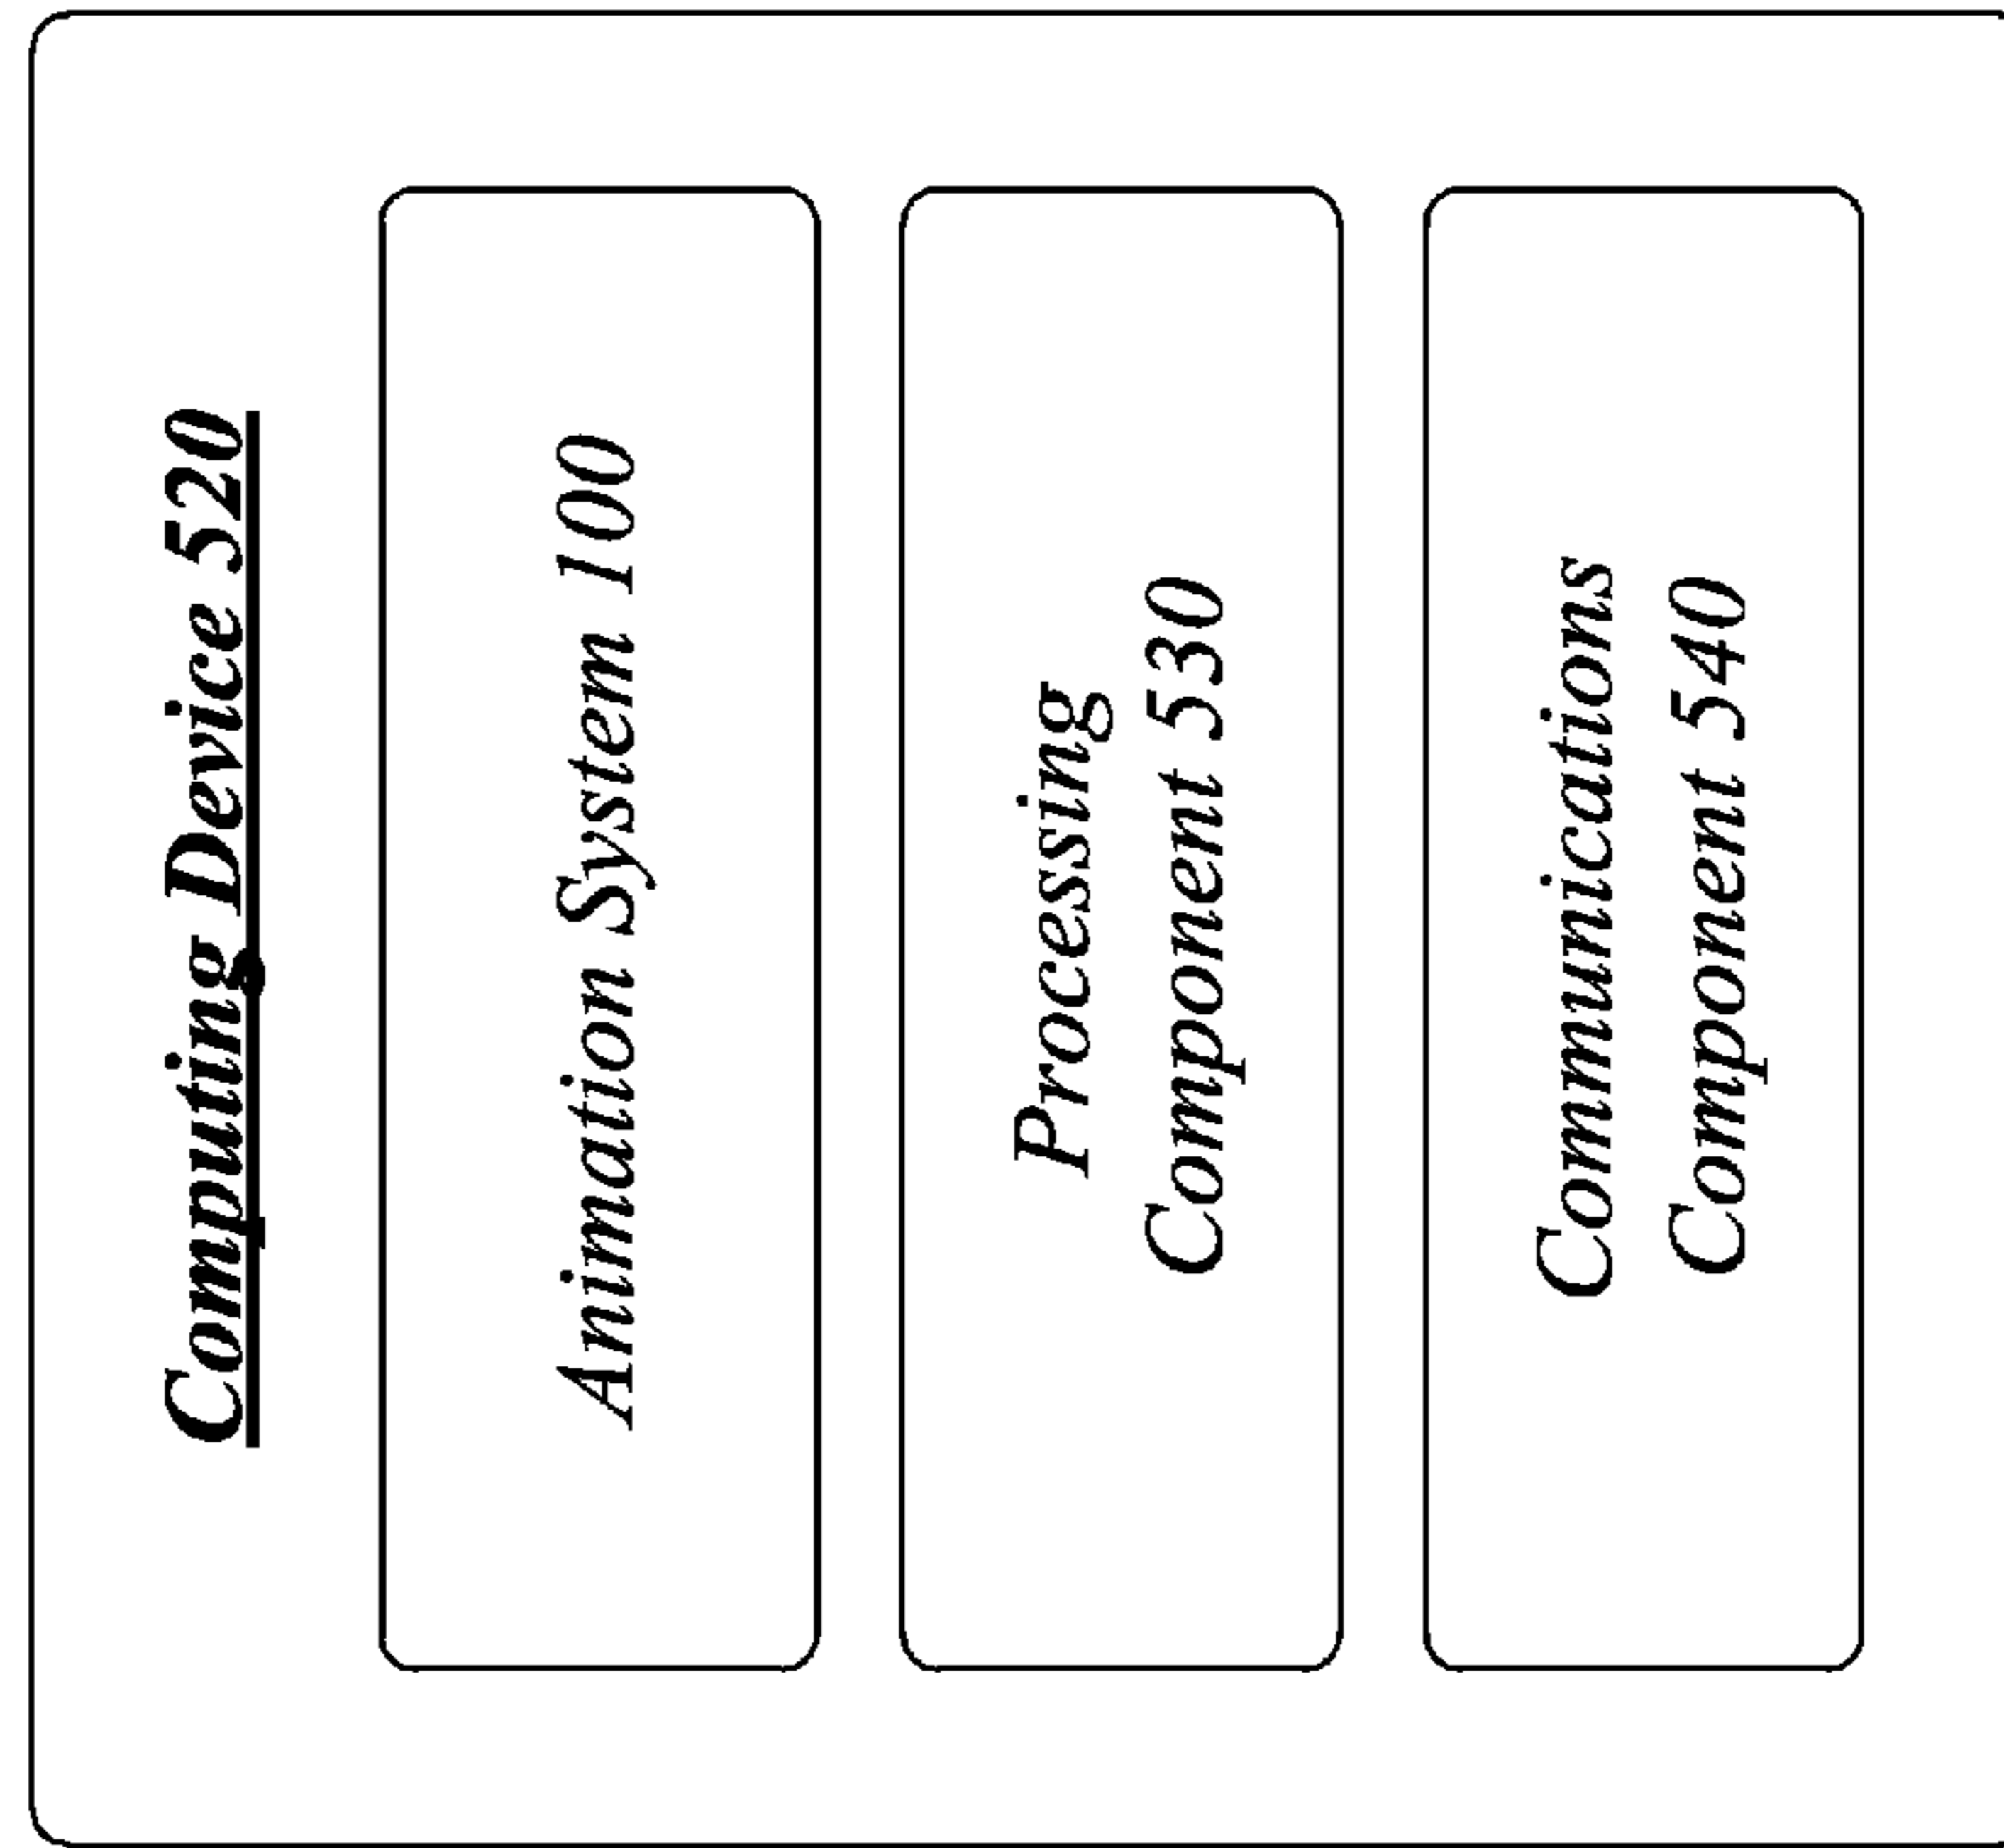 Computing Device 520
Animation System 100
Processing
Component 530
Communications
Component 540